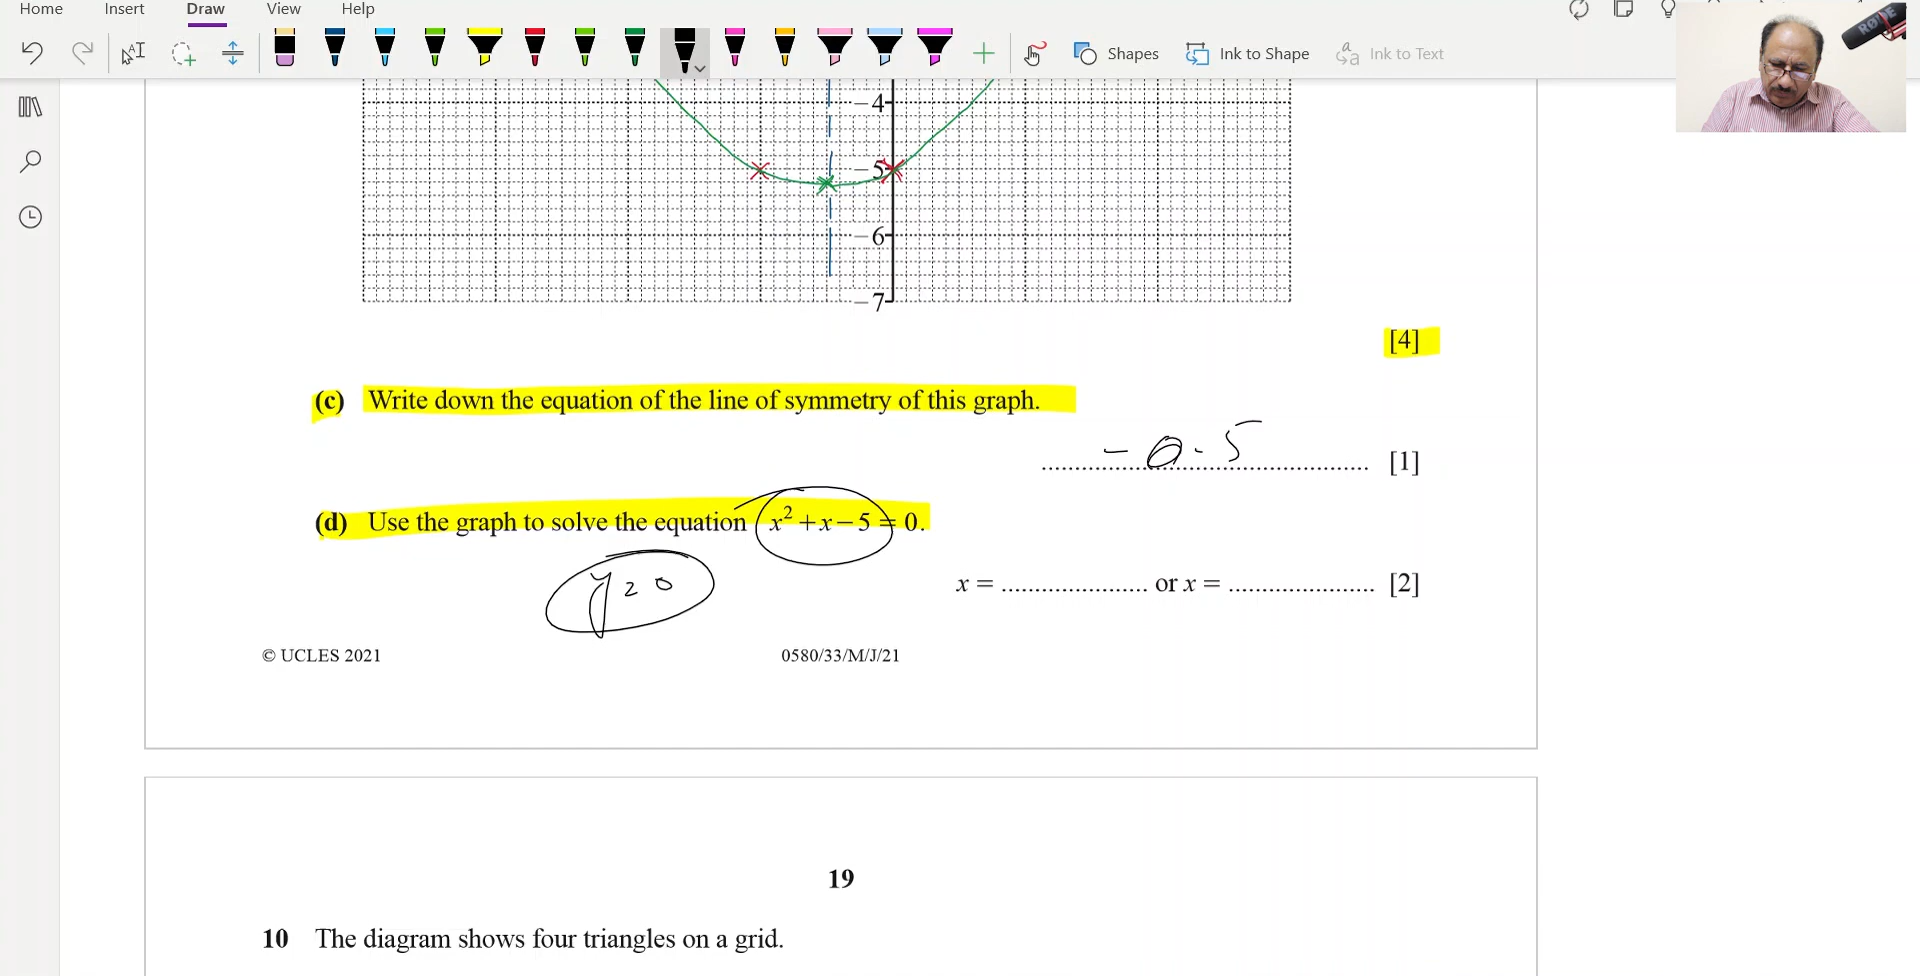 Home Insert Draw View Help
Shapes Ink to Shape Ink to Text
RØDE
-4
-5
-6
-7
[4]
(c) Write down the equation of the line of symmetry of this graph.
-0.5
.................................................. [1]
(d) Use the graph to solve the equation x² + x − 5 = 0.
y = 0
x = ...................... or x = ...................... [2]
© UCLES 2021 0580/33/M/J/21
19
10 The diagram shows four triangles on a grid.